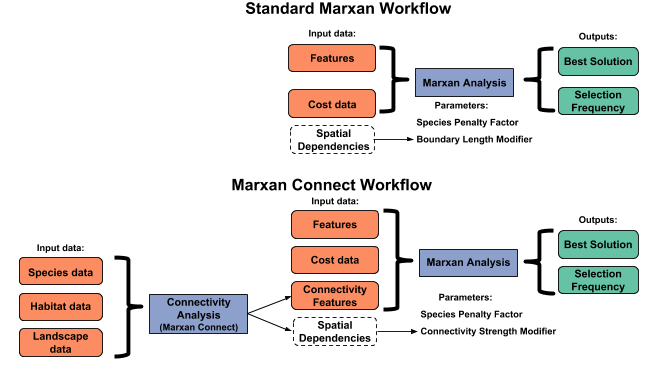 Standard Marxan Workflow
Input data:
Outputs:
Features
Best Solution
Marxan Analysis
Cost data
Selection
Frequency
Parameters:
Species Penalty Factor
Spatial
Dependencies
Boundary Length Modifier
Marxan Connect Workflow
Input data:
Outputs:
Features
Best Solution
Input data:
Species data
Cost data
Marxan Analysis
Selection
Frequency
Habitat data
Connectivity
Analysis
(Marxan Connect)
Connectivity
Features
Parameters:
Species Penalty Factor
Landscape
data
Spatial
Dependencies
Connectivity Strength Modifier